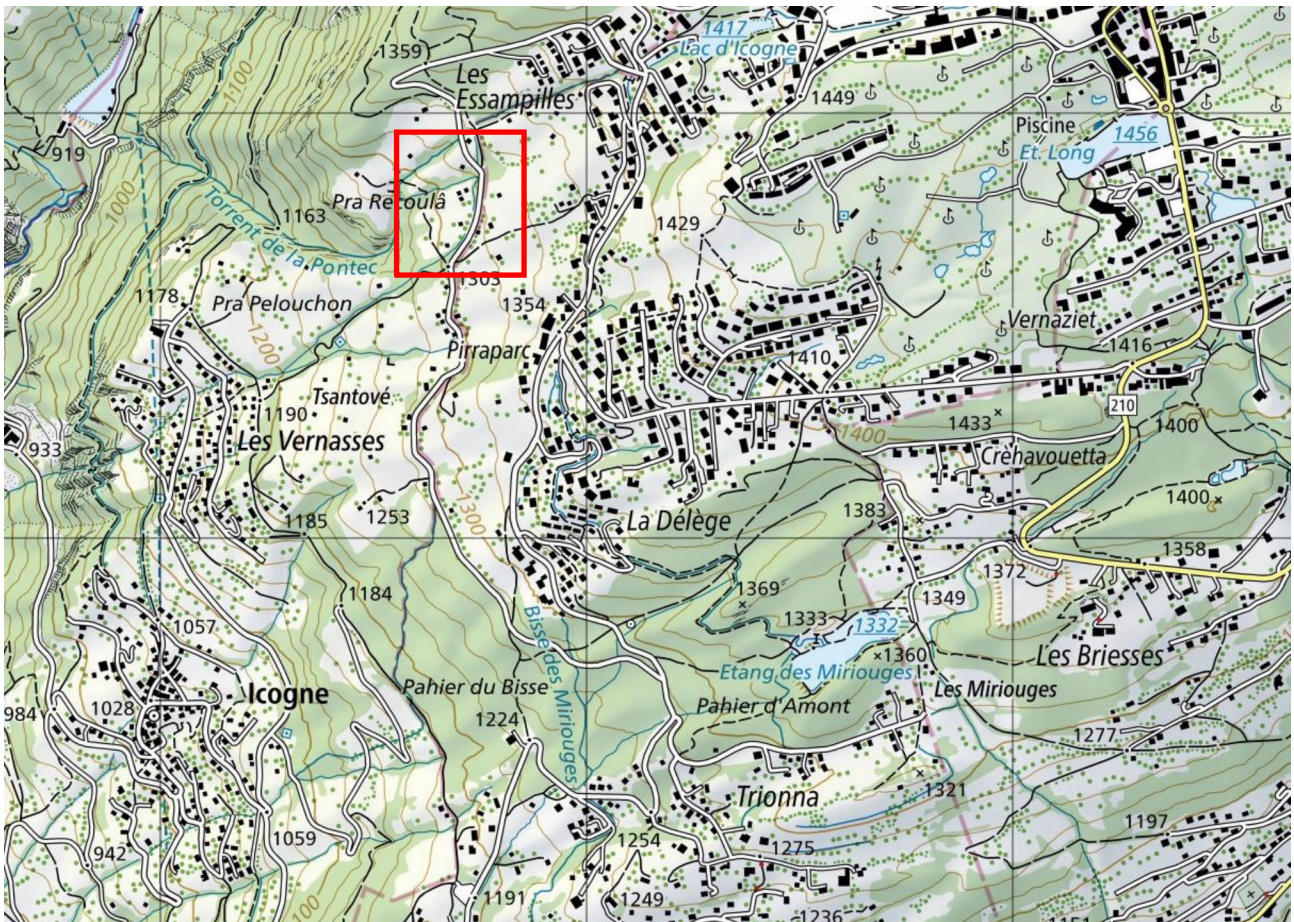 1417
Lac d'Icogne
1359
Les
Essampilles
1449
Piscine
1456
Et. Long
919
1100
1000
Pra Recoulâ
1163
Torrent de la Pontec
1429
1303
1178
Pra Pelouchon
1354
1200
Vernaziet
Pirraparc
1410
1416
Tsantové
210
1190
1433
1400
1400
Les Vernasses
Crehavouetta
933
1300
1253
La Délège
1383
1400
1185
1358
1372
1184
1369
1349
1333
1332
1057
Bisse des Miriouges
Etang des Miriouges
1360
Les Briesses
Icogne
Pahier du Bisse
Les Miriouges
984
1028
Pahier d'Amont
1224
1277
Trionna
1321
1059
1254
1197
942
1275
1191
1249
1236
100